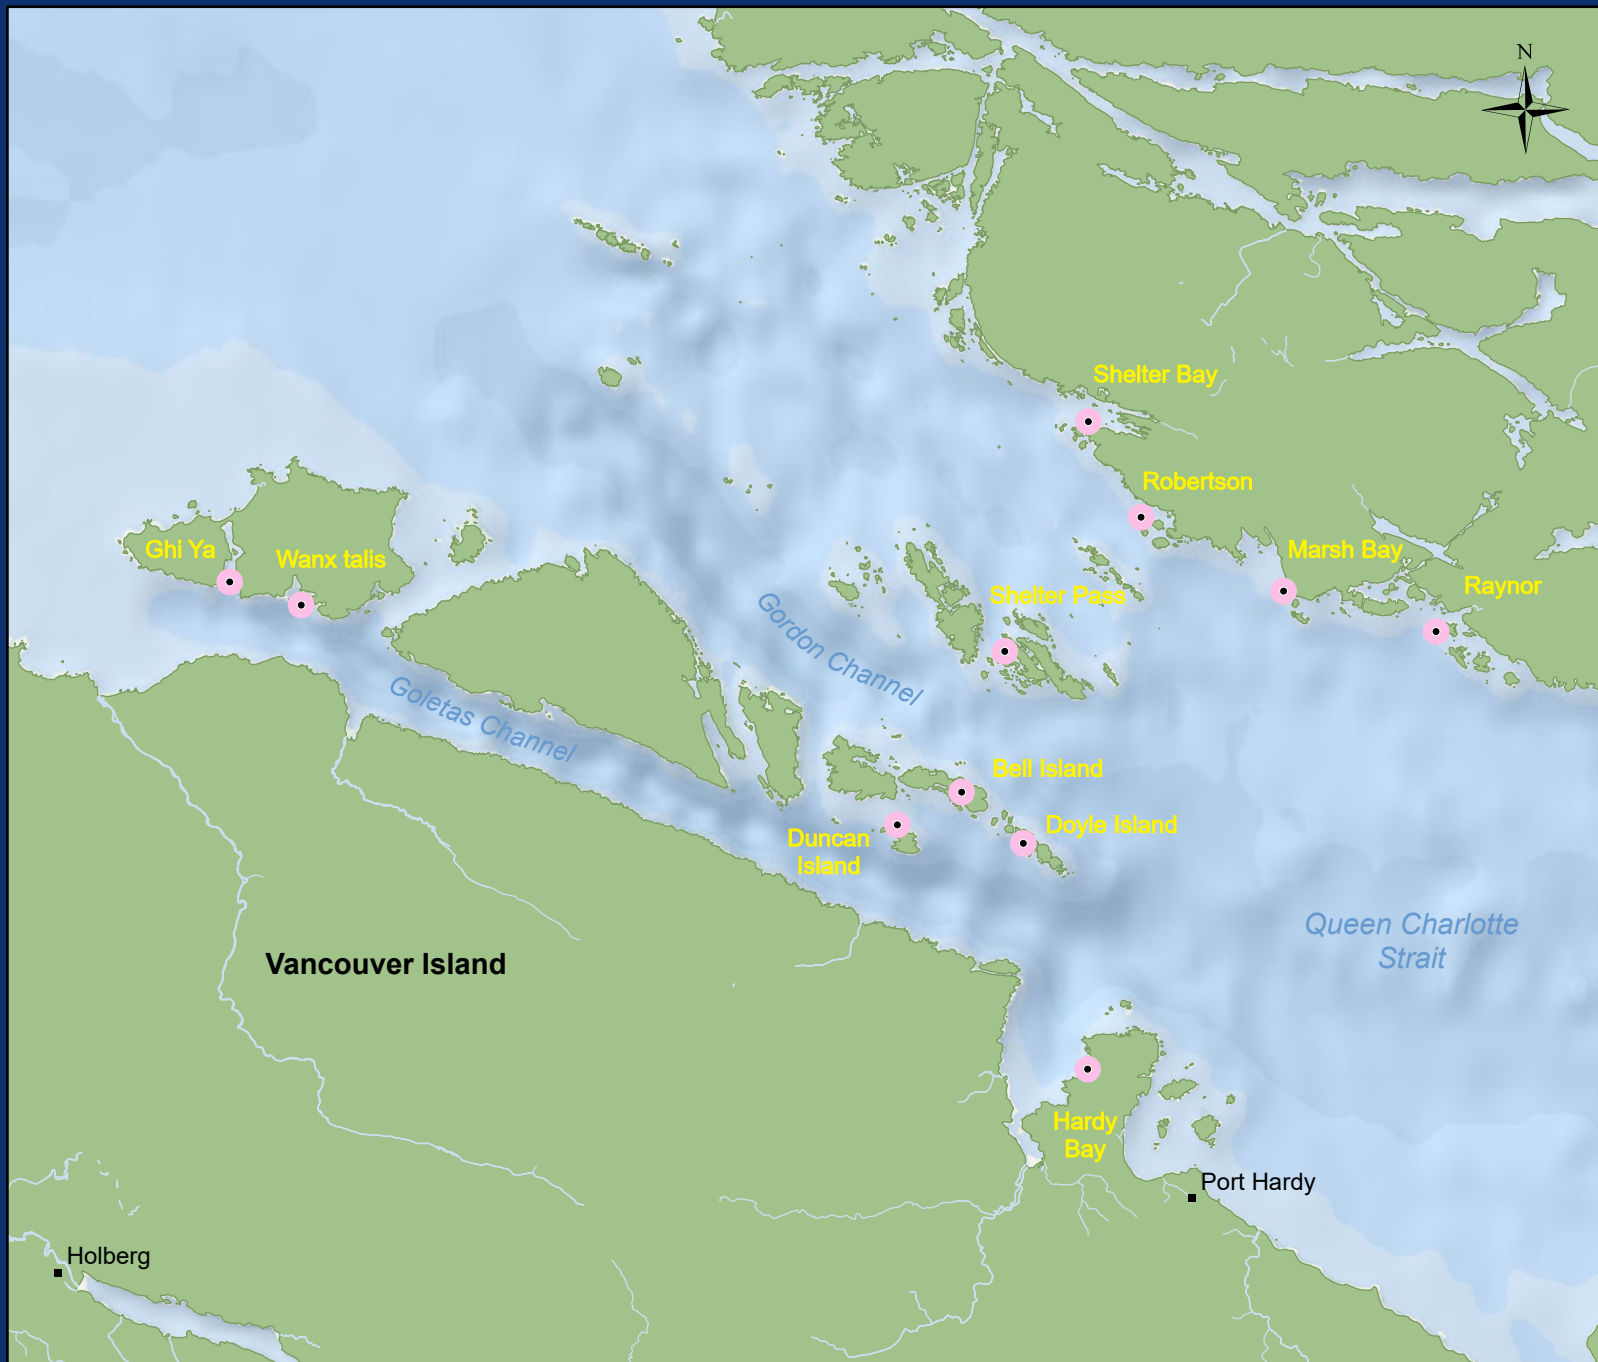 N
Shelter Bay
Robertson
Marsh Bay
Raynor
Ghi Ya
Wanx talis
Shelter Pass
Gordon Channel
Goletas Channel
Bell Island
Doyle Island
Duncan
Island
Queen Charlotte
Strait
Vancouver Island
Hardy
Bay
Port Hardy
Holberg